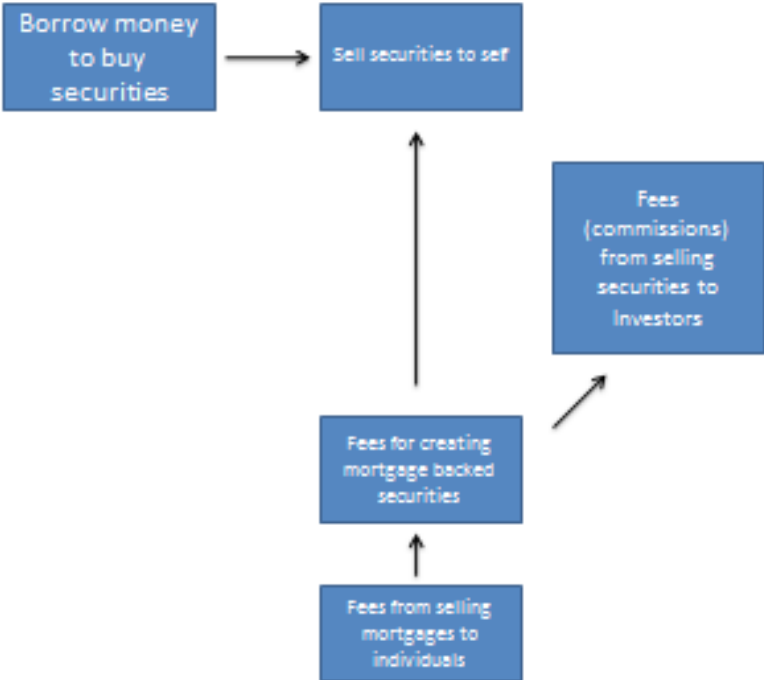 Borrow money
to buy
securities
Sell securities to self
Fees
(commissions)
from selling
securities to
Investors
Fees for creating
mortgage backed
securities
Fees from selling
mortgages to
individuals